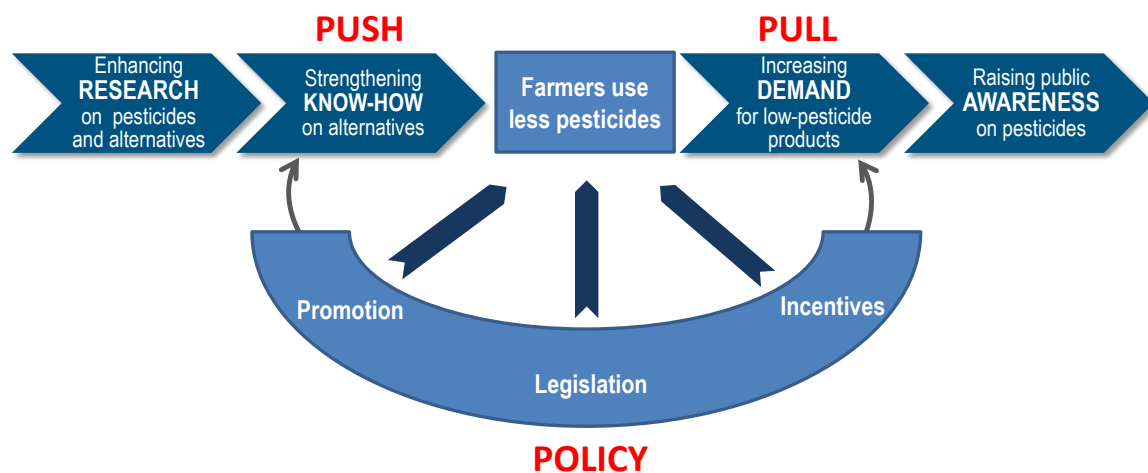 PUSH
PULL
Enhancing
RESEARCH
on pesticides
and alternatives
Strengthening
KNOW-HOW
on alternatives
Farmers use
less pesticides
Increasing
DEMAND
for low-pesticide
products
Raising public
AWARENESS
on pesticides
Promotion
Incentives
Legislation
POLICY